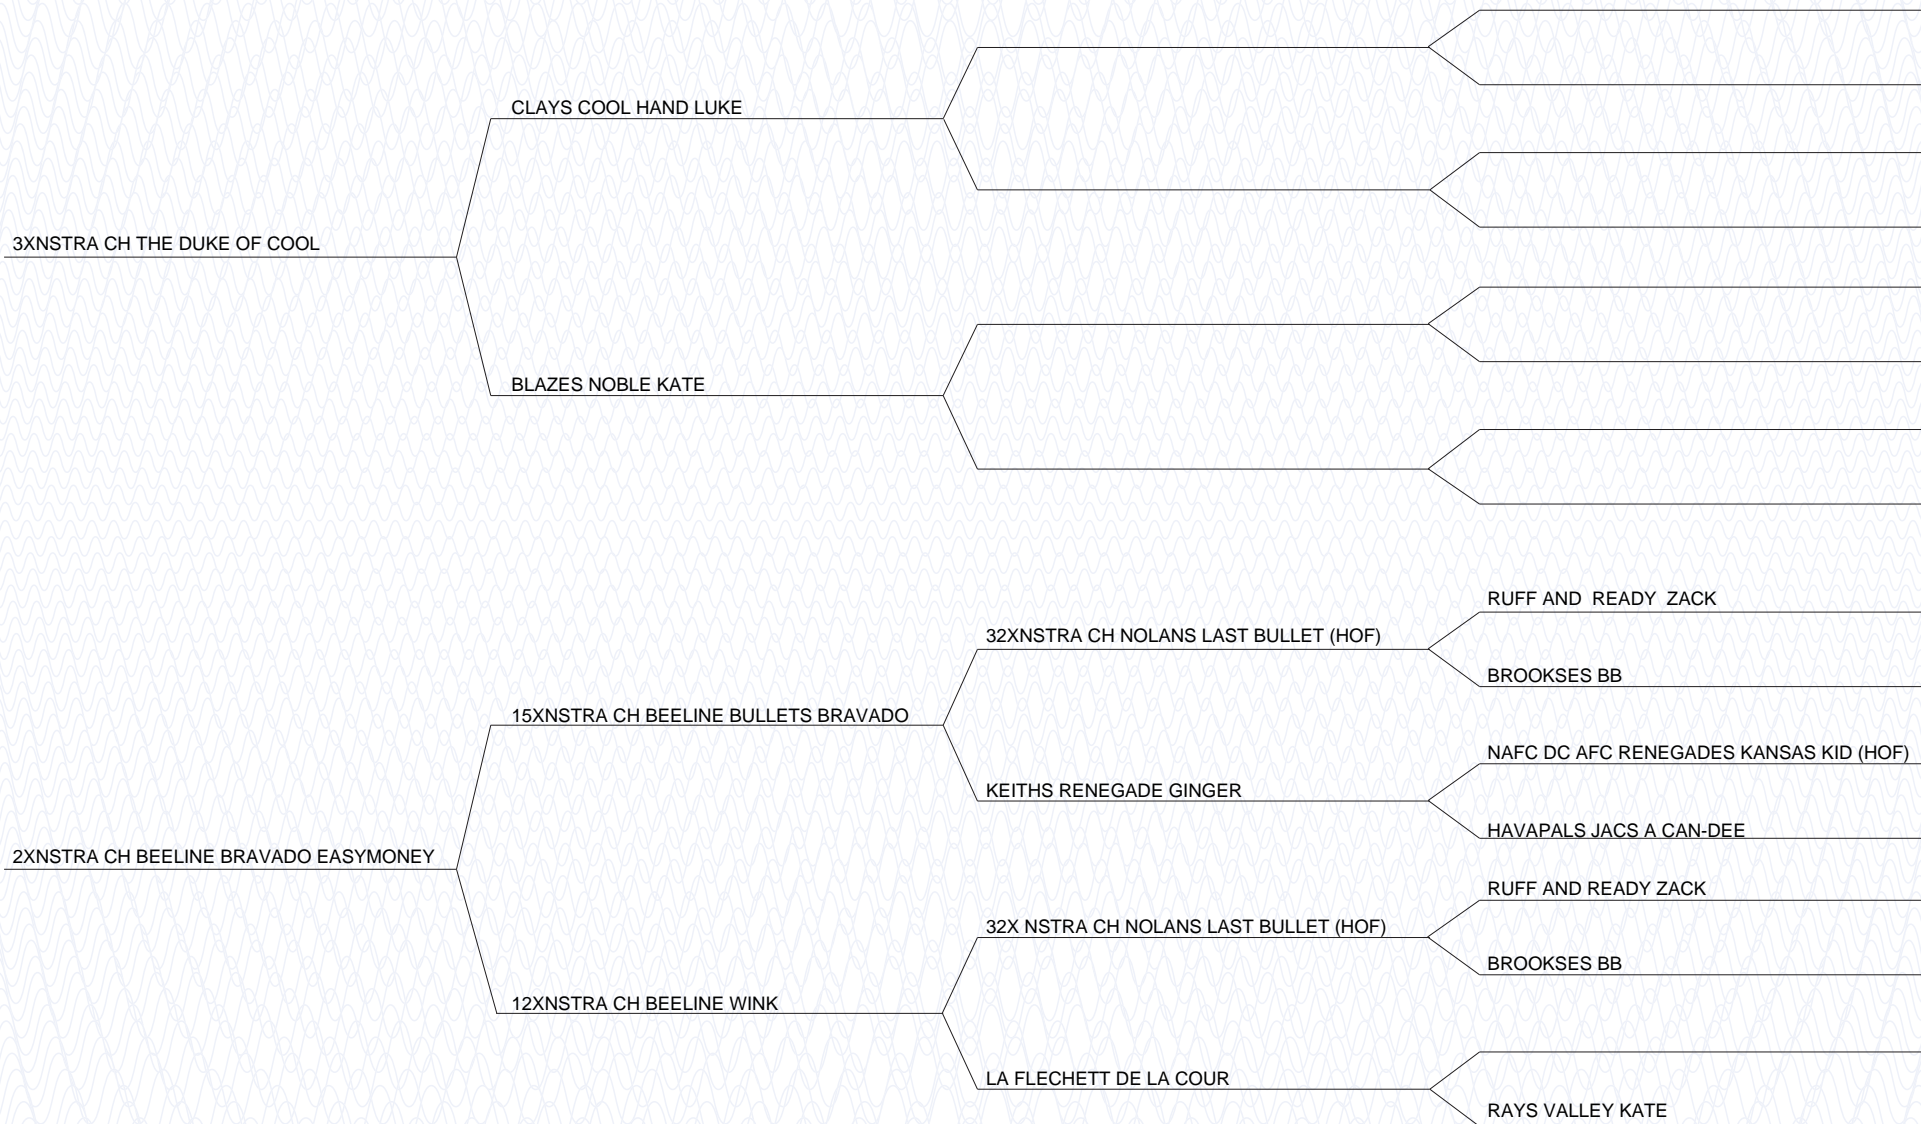 CLAYS COOL HAND LUKE
3XNSTRA CH THE DUKE OF COOL
BLAZES NOBLE KATE
RUFF AND  READY  ZACK
32XNSTRA CH NOLANS LAST BULLET (HOF)
BROOKSES BB
15XNSTRA CH BEELINE BULLETS BRAVADO
NAFC DC AFC RENEGADES KANSAS KID (HOF)
KEITHS RENEGADE GINGER
HAVAPALS JACS A CAN-DEE
2XNSTRA CH BEELINE BRAVADO EASYMONEY
RUFF AND READY ZACK
32X NSTRA CH NOLANS LAST BULLET (HOF)
BROOKSES BB
12XNSTRA CH BEELINE WINK
LA FLECHETT DE LA COUR
RAYS VALLEY KATE